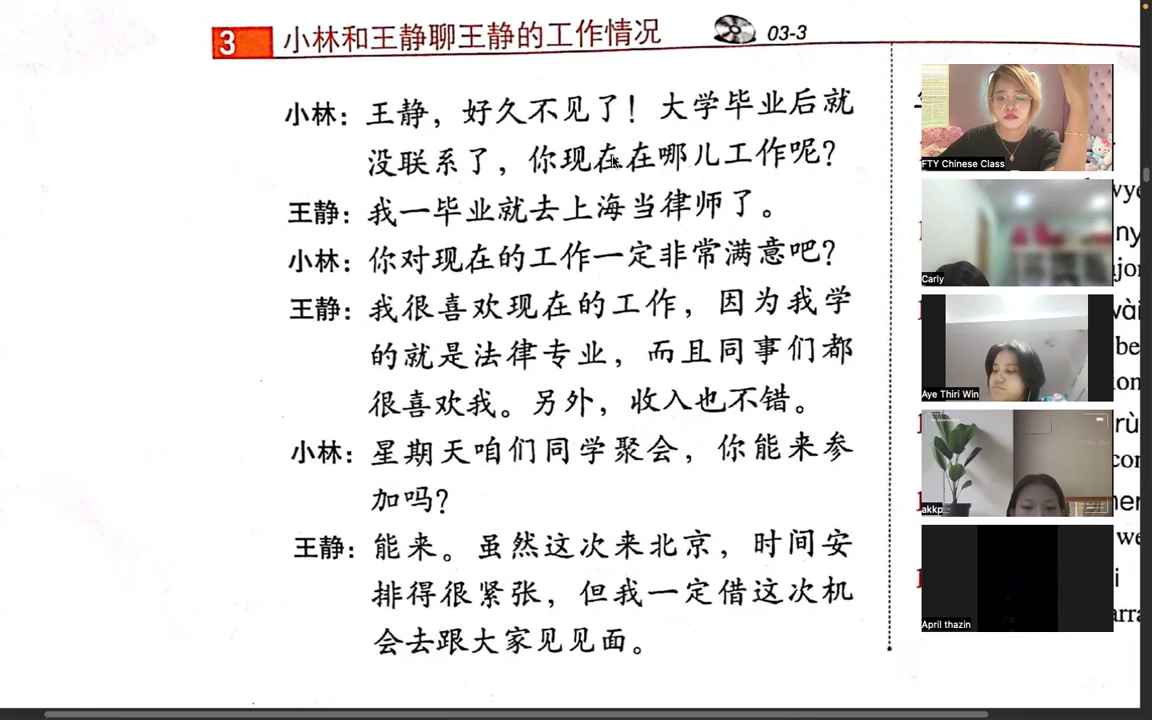 3 小林和王静聊王静的工作情况 03-3
小林：王静，好久不见了！大学毕业后就
没联系了，你现在在哪儿工作呢？
王静：我一毕业就去上海当律师了。
小林：你对现在的工作一定非常满意吧？
王静：我很喜欢现在的工作，因为我学
的就是法律专业，而且同事们都
很喜欢我。另外，收入也不错。
小林：星期天咱们同学聚会，你能来参
加吗？
王静：能来。虽然这次来北京，时间安
排得很紧张，但我一定借这次机
会去跟大家见见面。
FTY Chinese Class
Carly
Aye Thiri Win
akkp
April thazin